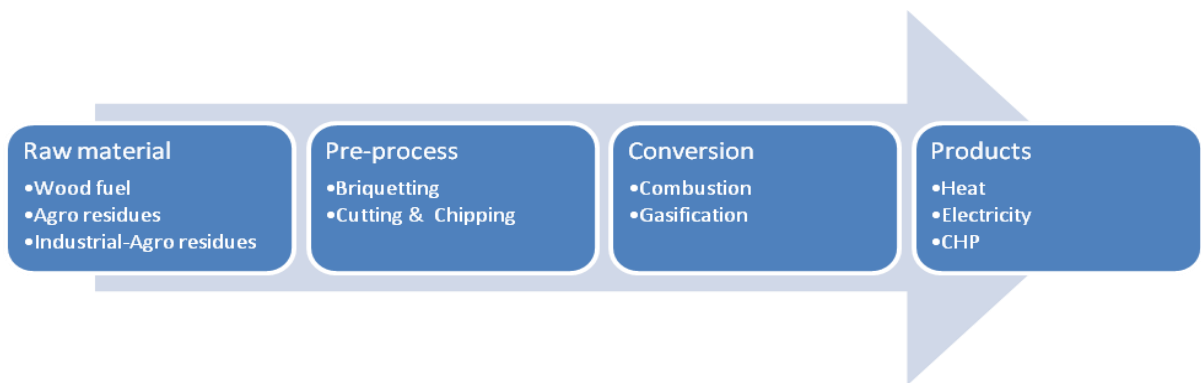 Raw material
•Wood fuel
•Agro residues
•Industrial-Agro residues
Pre-process
•Briquetting
•Cutting & Chipping
Conversion
•Combustion
•Gasification
Products
•Heat
•Electricity
•CHP